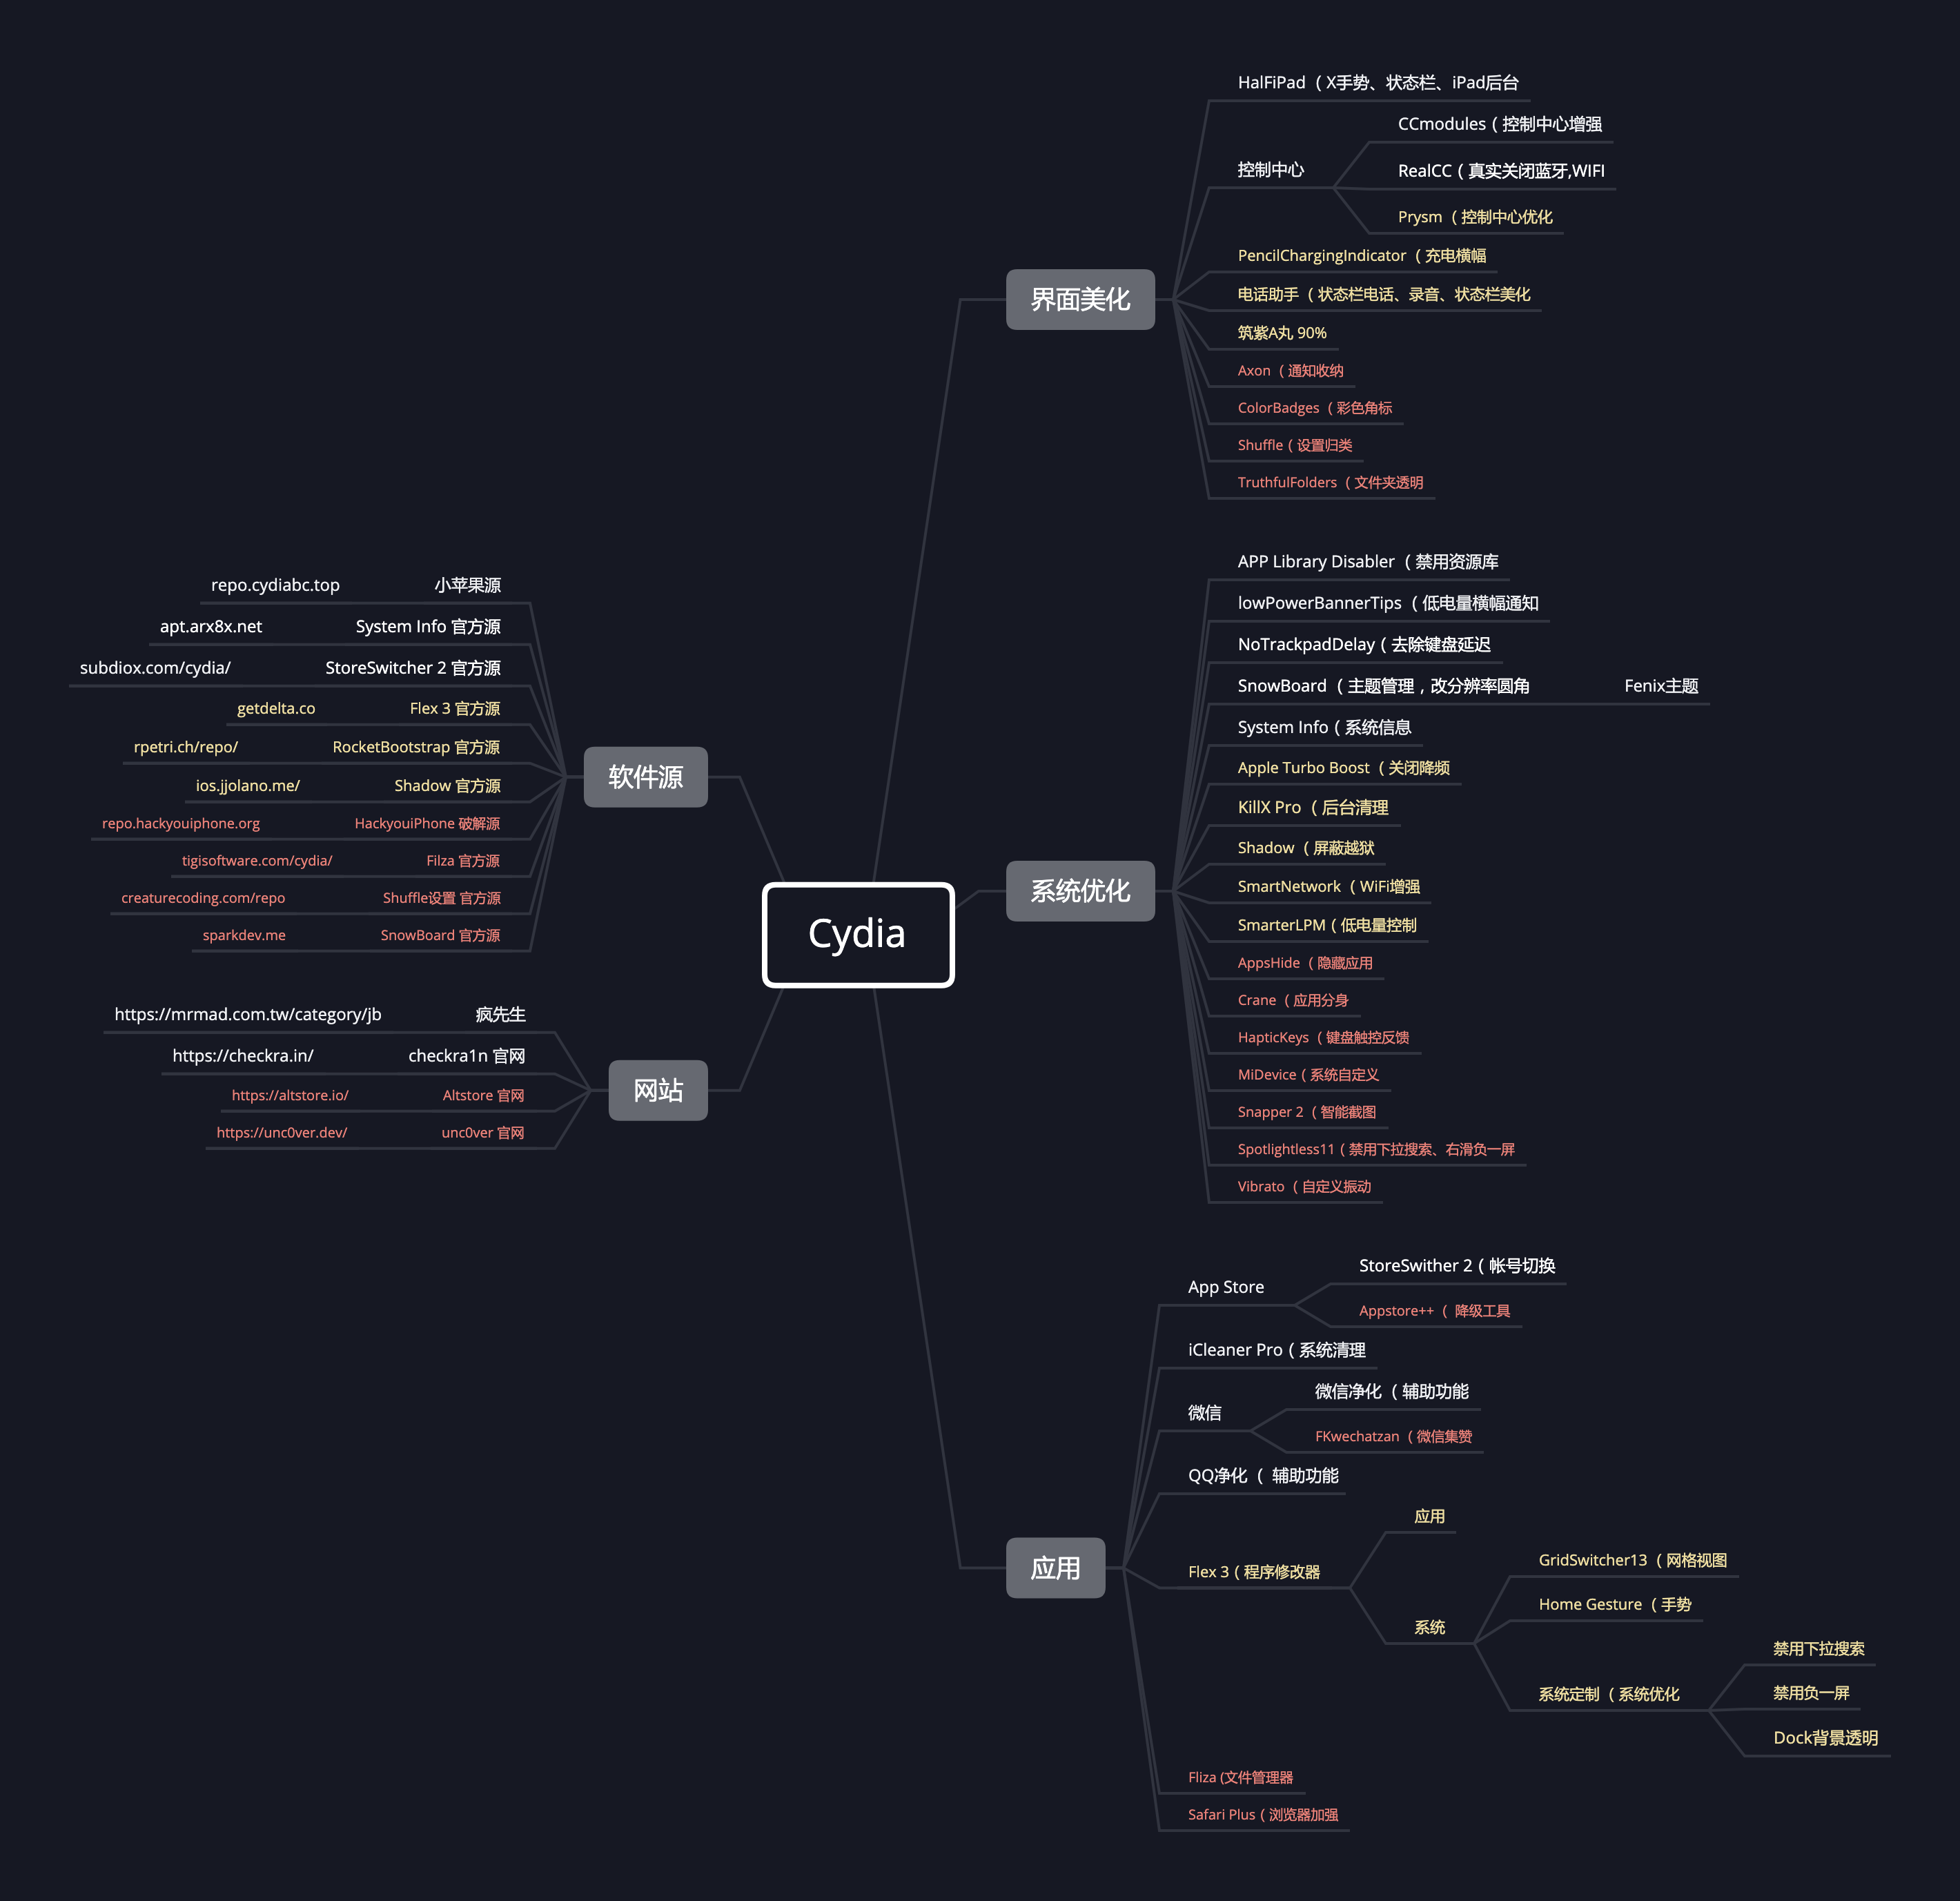 Cydia
界面美化
HalFiPad （ X手势、状态栏、iPad后台
控制中心
CCmodules ( 控制中心增强
RealCC ( 真实关闭蓝牙,WIFI
Prysm （ 控制中心优化
PencilChargingIndicator （ 充电横幅
电话助手 （ 状态栏电话、录音、状态栏美化
筑紫A丸 90%
Axon （ 通知收纳
ColorBadges （ 彩色角标
Shuffle ( 设置归类
TruthfulFolders （ 文件夹透明
系统优化
APP Library Disabler （ 禁用资源库
lowPowerBannerTips （ 低电量横幅通知
NoTrackpadDelay ( 去除键盘延迟
SnowBoard （ 主题管理，改分辨率圆角
Fenix主题
System Info ( 系统信息
Apple Turbo Boost （ 关闭降频
KillX Pro （ 后台清理
Shadow （ 屏蔽越狱
SmartNetwork （ WiFi增强
SmarterLPM ( 低电量控制
AppsHide （ 隐藏应用
Crane （ 应用分身
HapticKeys （ 键盘触控反馈
MiDevice ( 系统自定义
Snapper 2 （ 智能截图
Spotlightless11 ( 禁用下拉搜索、右滑负一屏
Vibrato （ 自定义振动
应用
App Store
StoreSwither 2 ( 帐号切换
Appstore++ （ 降级工具
iCleaner Pro ( 系统清理
微信
微信净化 （ 辅助功能
FKwechatzan （ 微信集赞
QQ净化 （ 辅助功能
Flex 3 ( 程序修改器
应用
系统
GridSwitcher13 （ 网格视图
Home Gesture （ 手势
系统定制 （ 系统优化
禁用下拉搜索
禁用负一屏
Dock背景透明
Fliza (文件管理器
Safari Plus ( 浏览器加强
软件源
小苹果源 repo.cydiabc.top
System Info 官方源 apt.arx8x.net
StoreSwitcher 2 官方源 subdiox.com/cydia/
Flex 3 官方源 getdelta.co
RocketBootstrap 官方源 rpetri.ch/repo/
Shadow 官方源 ios.jjolano.me/
HackyouiPhone 破解源 repo.hackyouiphone.org
Filza 官方源 tigisoftware.com/cydia/
Shuffle设置 官方源 creaturecoding.com/repo
SnowBoard 官方源 sparkdev.me
网站
疯先生 https://mrmad.com.tw/category/jb
checkra1n 官网 https://checkra.in/
Altstore 官网 https://altstore.io/
unc0ver 官网 https://unc0ver.dev/